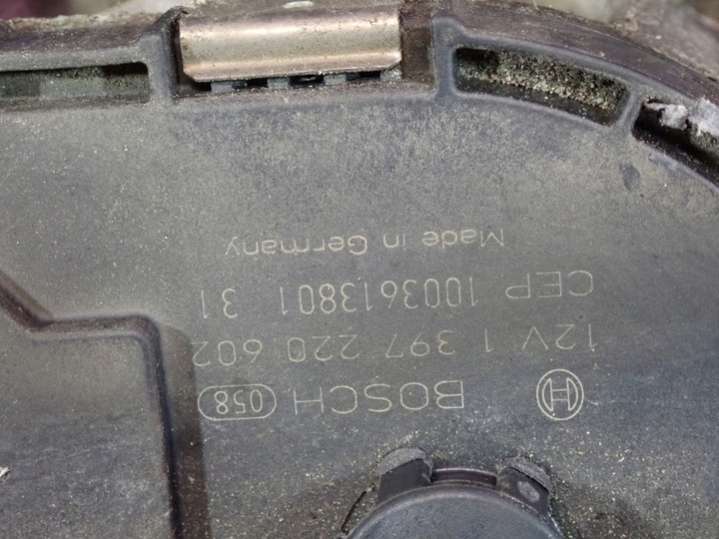 BOSCH 058
12V 1 397 220 602
CEP 1003613801 31
Made in Germany